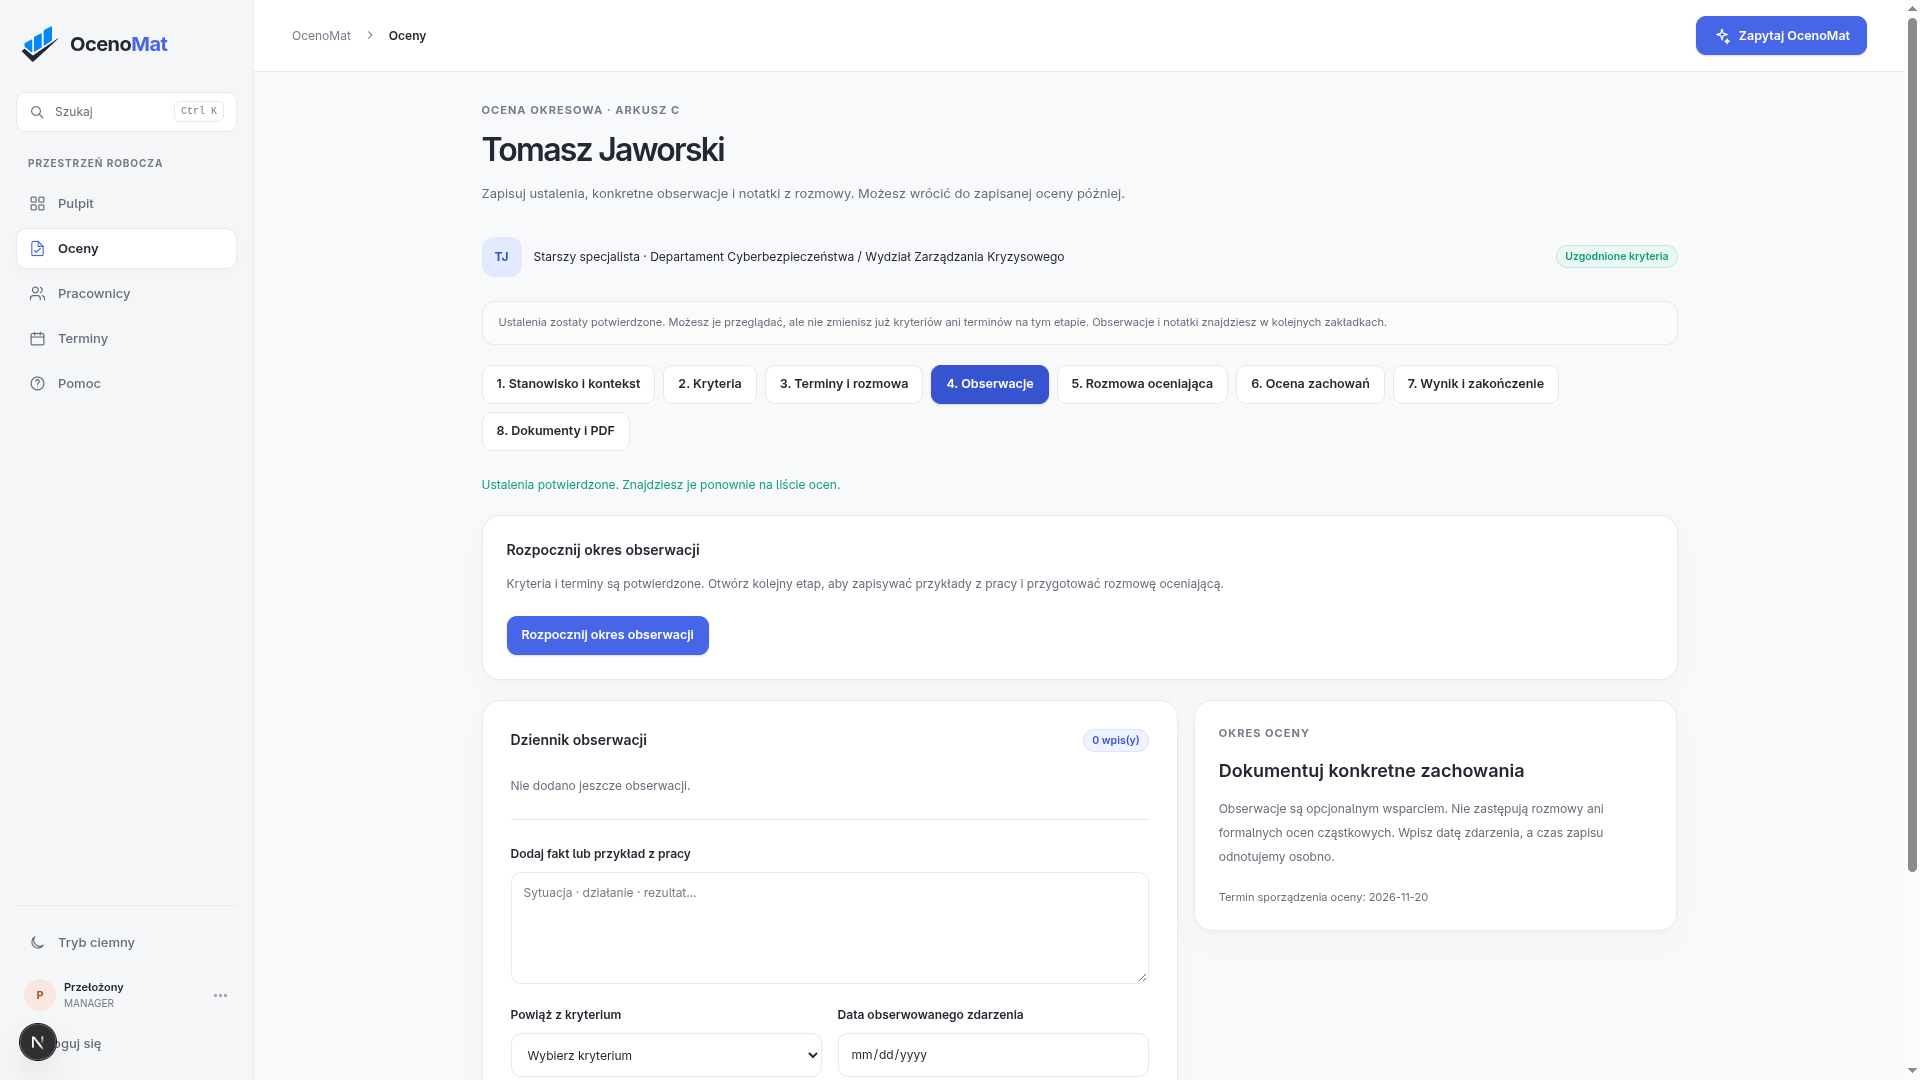 OcenoMat
Szukaj
Ctrl K
PRZESTRZEŃ ROBOCZA
Pulpit
Oceny
Pracownicy
Terminy
Pomoc
Tryb ciemny
P
Przełożony
MANAGER
N
oguj się
OcenoMat > Oceny
Zapytaj OcenoMat
OCENA OKRESOWA · ARKUSZ C
Tomasz Jaworski
Zapisuj ustalenia, konkretne obserwacje i notatki z rozmowy. Możesz wrócić do zapisanej oceny później.
TJ
Starszy specjalista · Departament Cyberbezpieczeństwa / Wydział Zarządzania Kryzysowego
Uzgodnione kryteria
Ustalenia zostały potwierdzone. Możesz je przeglądać, ale nie zmienisz już kryteriów ani terminów na tym etapie. Obserwacje i notatki znajdziesz w kolejnych zakładkach.
1. Stanowisko i kontekst
2. Kryteria
3. Terminy i rozmowa
4. Obserwacje
5. Rozmowa oceniająca
6. Ocena zachowań
7. Wynik i zakończenie
8. Dokumenty i PDF
Ustalenia potwierdzone. Znajdziesz je ponownie na liście ocen.
Rozpocznij okres obserwacji
Kryteria i terminy są potwierdzone. Otwórz kolejny etap, aby zapisywać przykłady z pracy i przygotować rozmowę oceniającą.
Rozpocznij okres obserwacji
Dziennik obserwacji
0 wpis(y)
Nie dodano jeszcze obserwacji.
Dodaj fakt lub przykład z pracy
Sytuacja · działanie · rezultat...
Powiąż z kryterium
Wybierz kryterium
Data obserwowanego zdarzenia
mm/dd/yyyy
OKRES OCENY
Dokumentuj konkretne zachowania
Obserwacje są opcjonalnym wsparciem. Nie zastępują rozmowy ani
formalnych ocen cząstkowych. Wpisz datę zdarzenia, a czas zapisu
odnotujemy osobno.
Termin sporządzenia oceny: 2026-11-20